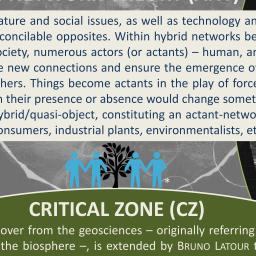 ature and social issues, as well as technology an
concilable opposites. Within hybrid networks be
ociety, numerous actors (or actants) – human, an
e new connections and ensure the emergence of
hers. Things become actants in the play of force
n their presence or absence would change somet
ybrid/quasi-object, constituting an actant-netwo
onsumers, industrial plants, environmentalists, et
CRITICAL ZONE (CZ)
over from the geosciences – originally referring
the biosphere –, is extended by BRUNO LATOUR t